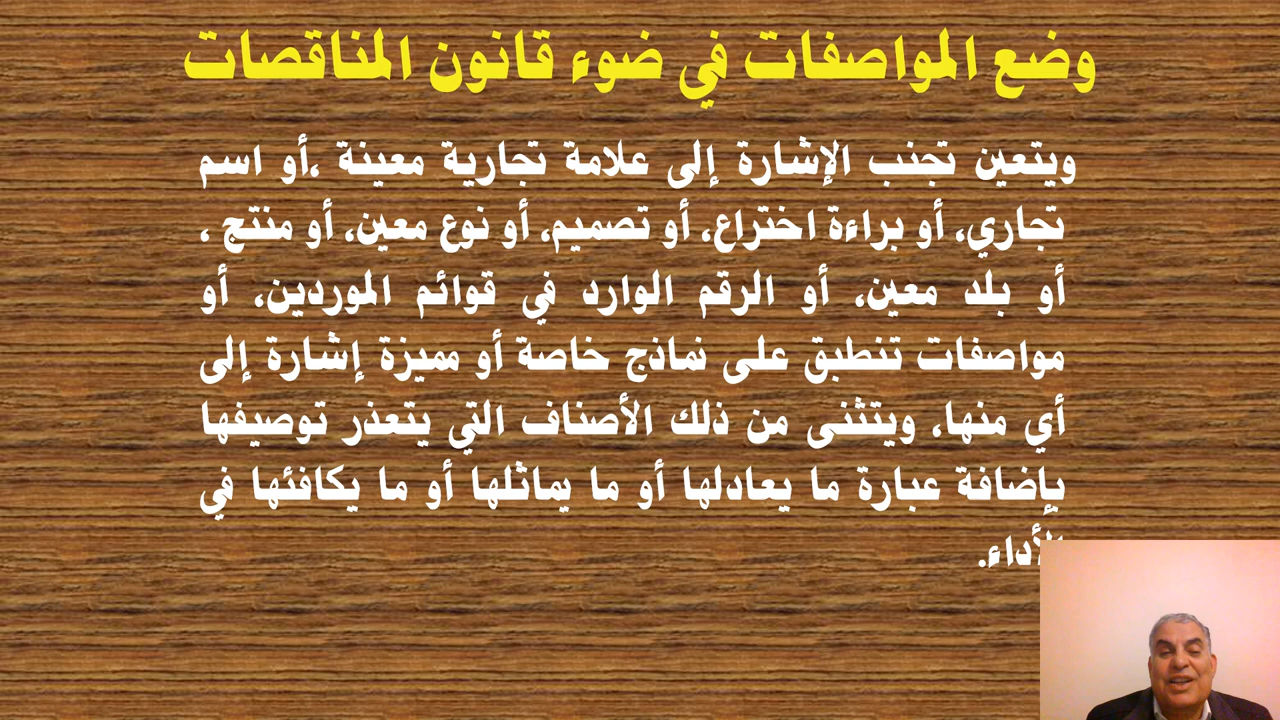 وضع المواصفات في ضوء قانون المناقصات
ويتعين تجنب الإشارة إلى علامة تجارية معينة ،أو اسم
تجاري، أو براءة اختراع، أو تصميم، أو نوع معين، أو منتج ،
أو بلد معين، أو الرقم الوارد في قوائم الموردين، أو
مواصفات تنطبق على نماذج خاصة أو مميزة إشارة إلى
أي منها، ويتثنى من ذلك الأصناف التي يتعذر توصيفها
بإضافة عبارة ما يعادلها أو ما يماثلها أو ما يكافئها في
الأداء.